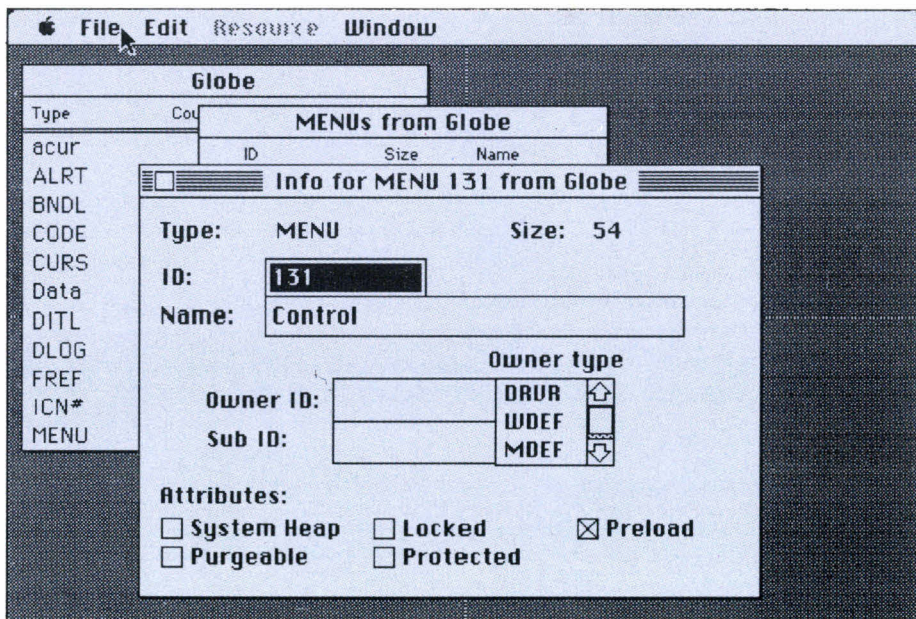 File Edit Resource Window
Globe
Type
acur
ALRT
BNDL
CODE
CURS
Data
DITL
DLOG
FREF
ICN#
MENU
MENUs from Globe
ID Size Name
Info for MENU 131 from Globe
Type: MENU Size: 54
ID: 131
Name: Control
Owner type
Owner ID:
Sub ID:
DRVR
WDEF
MDEF
Attributes:
System Heap Locked Preload
Purgeable Protected